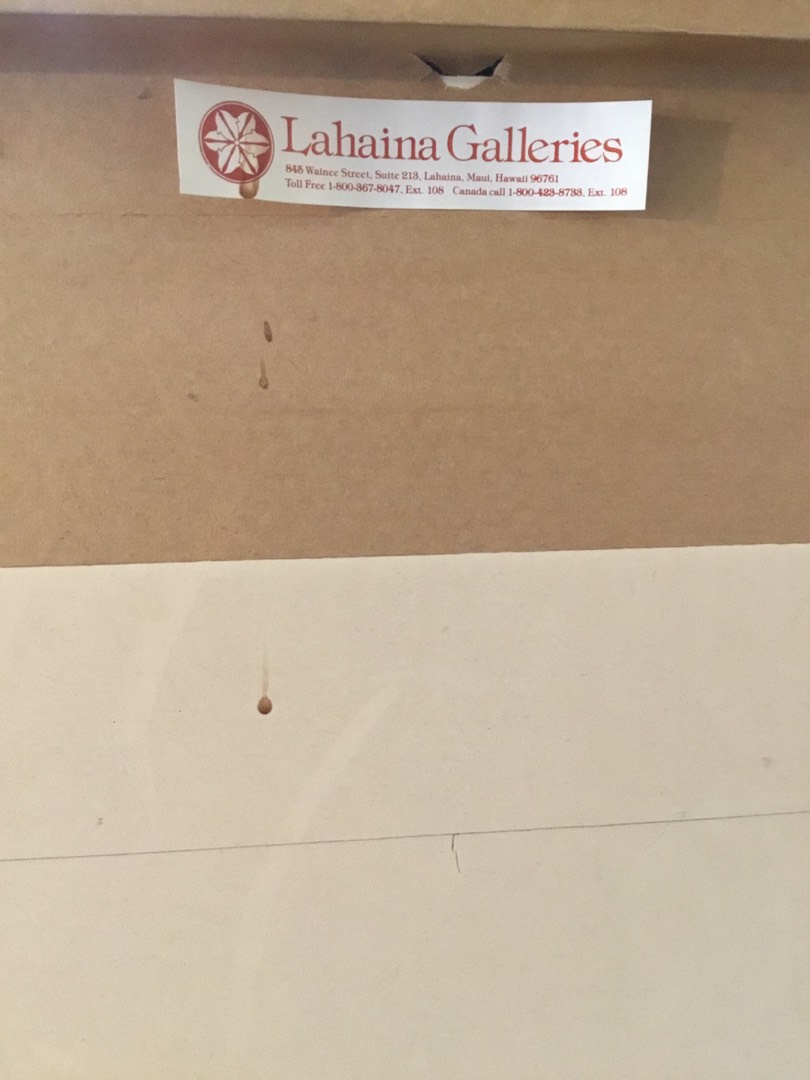 Lahaina Galleries
845 Wainee Street, Suite 213, Lahaina, Maui, Hawaii 96761
Toll Free 1-800-367-8047, Ext. 108 Canada call 1-800-423-8733, Ext. 108